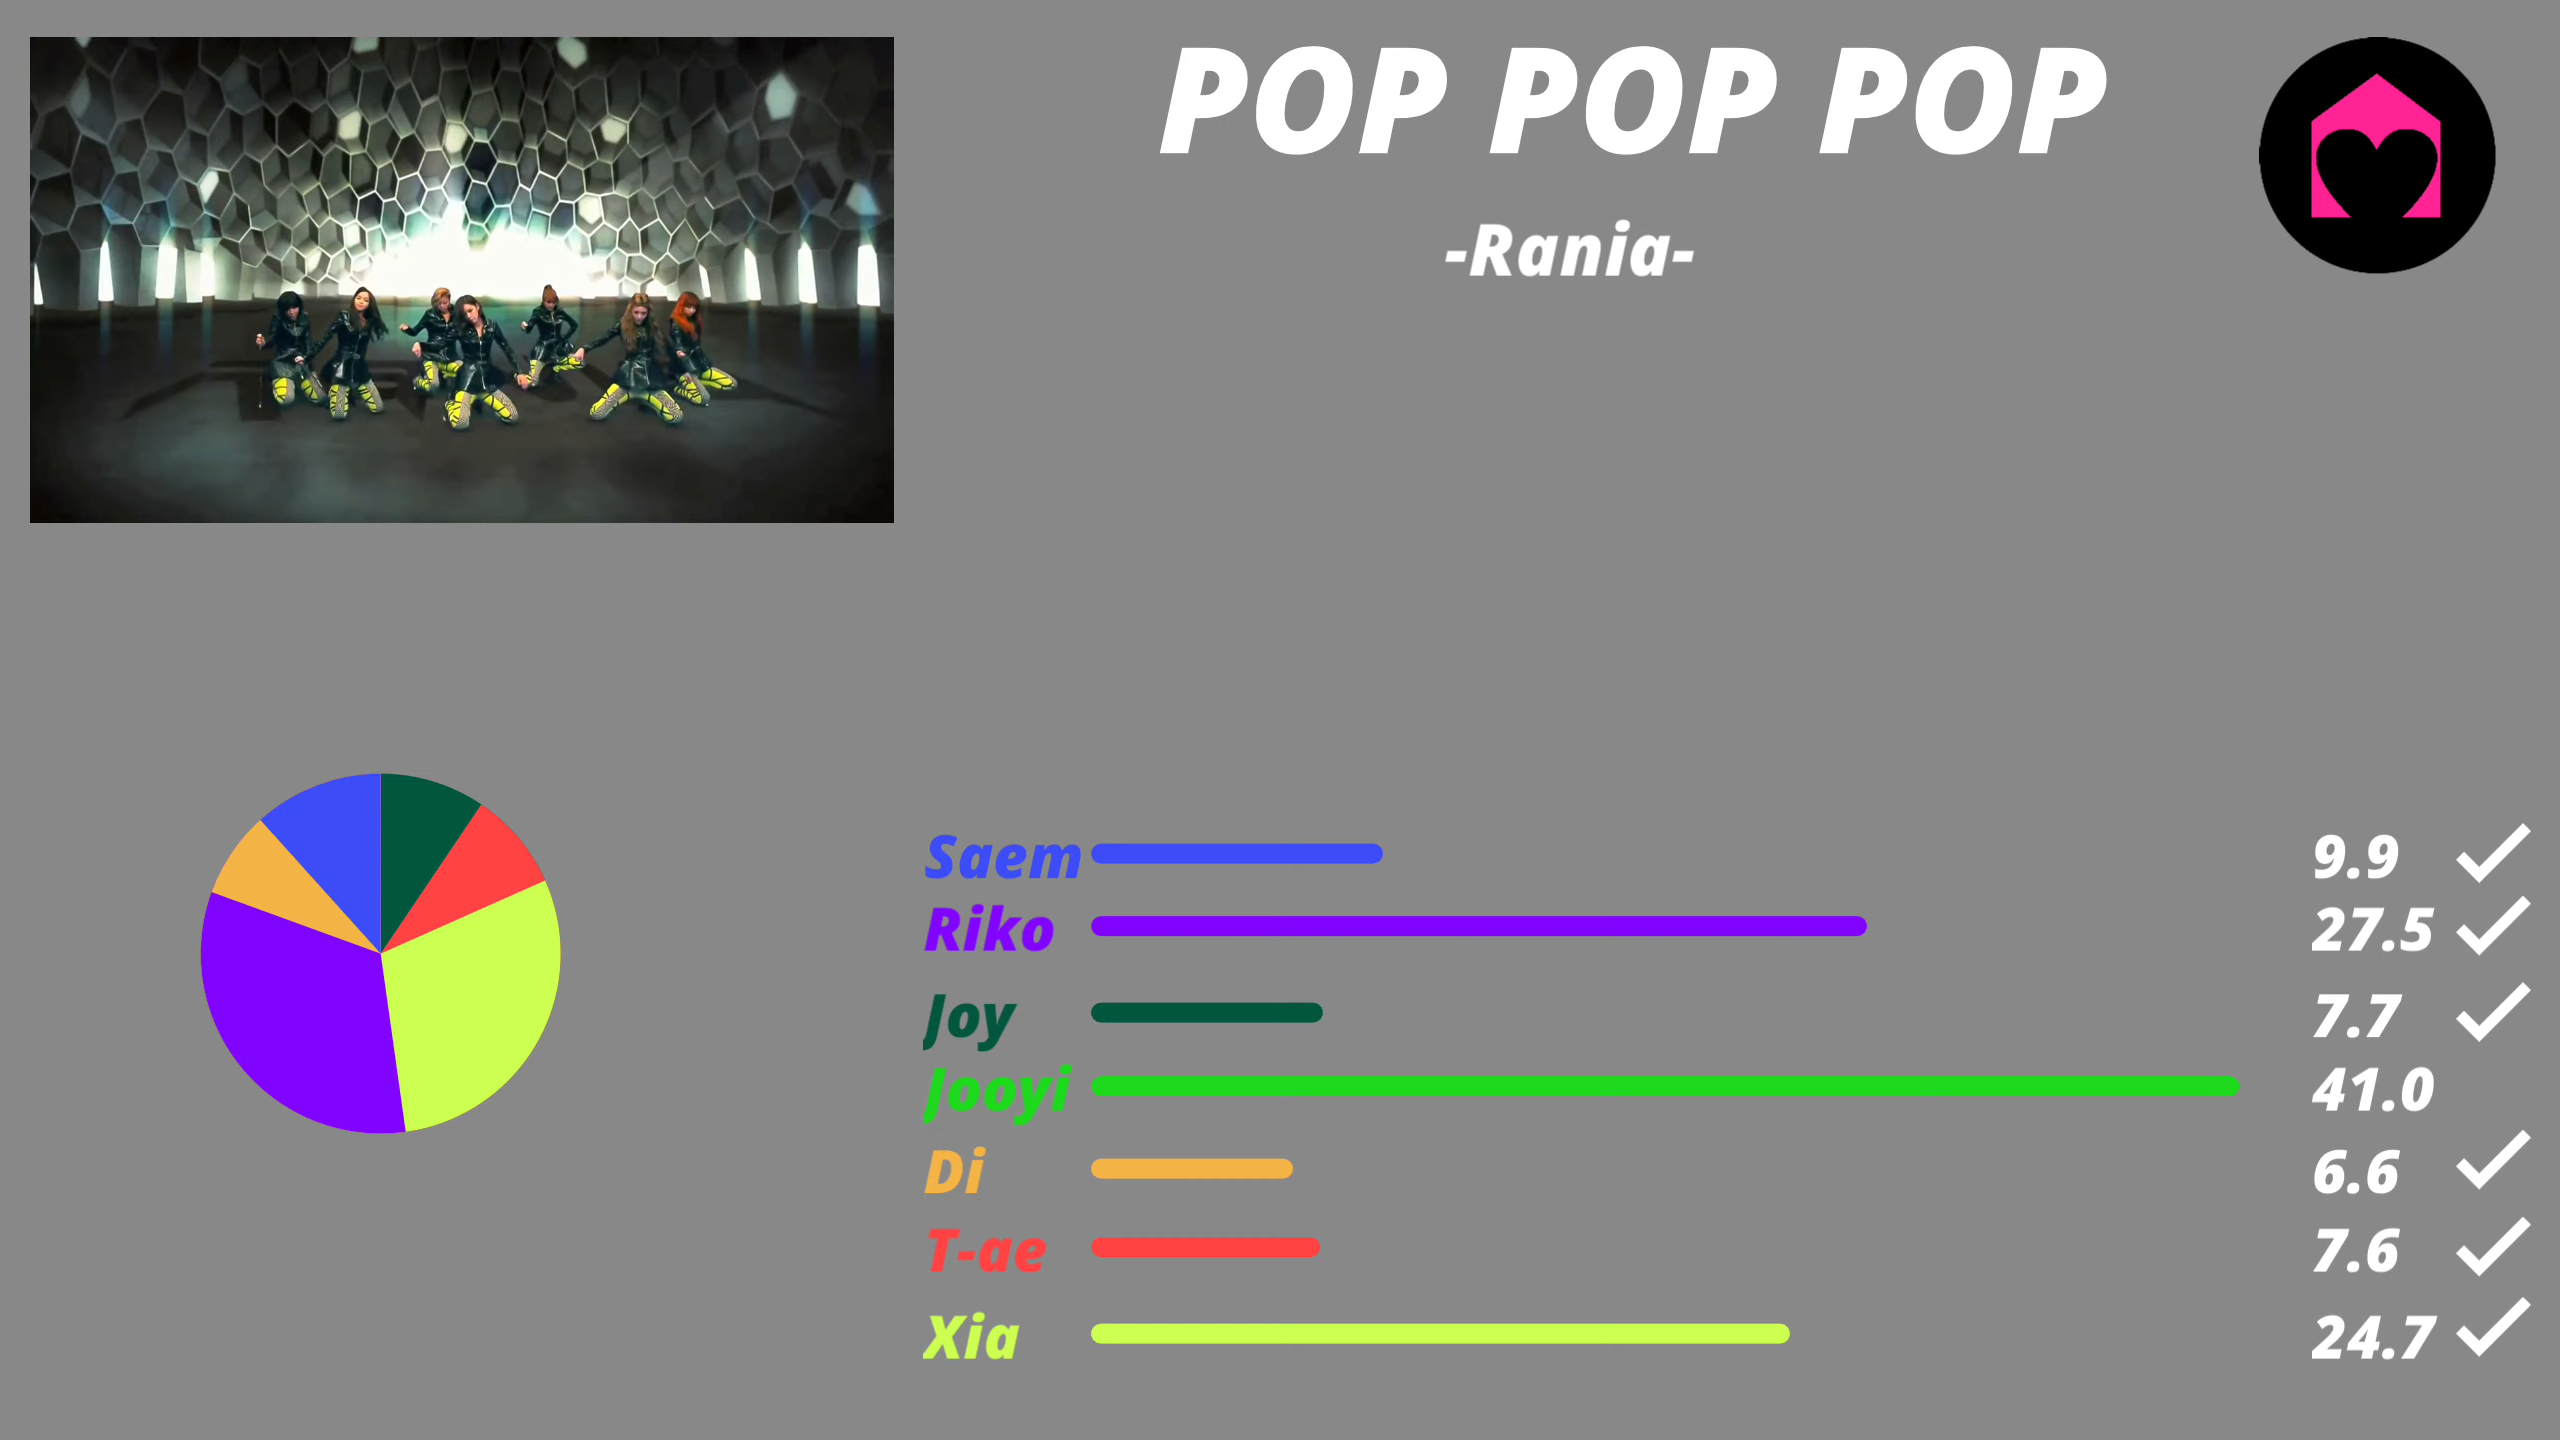 POP POP POP
-Rania-
Saem 9.9
Riko 27.5
Joy 7.7
Jooyi 41.0
Di 6.6
T-ae 7.6
Xia 24.7